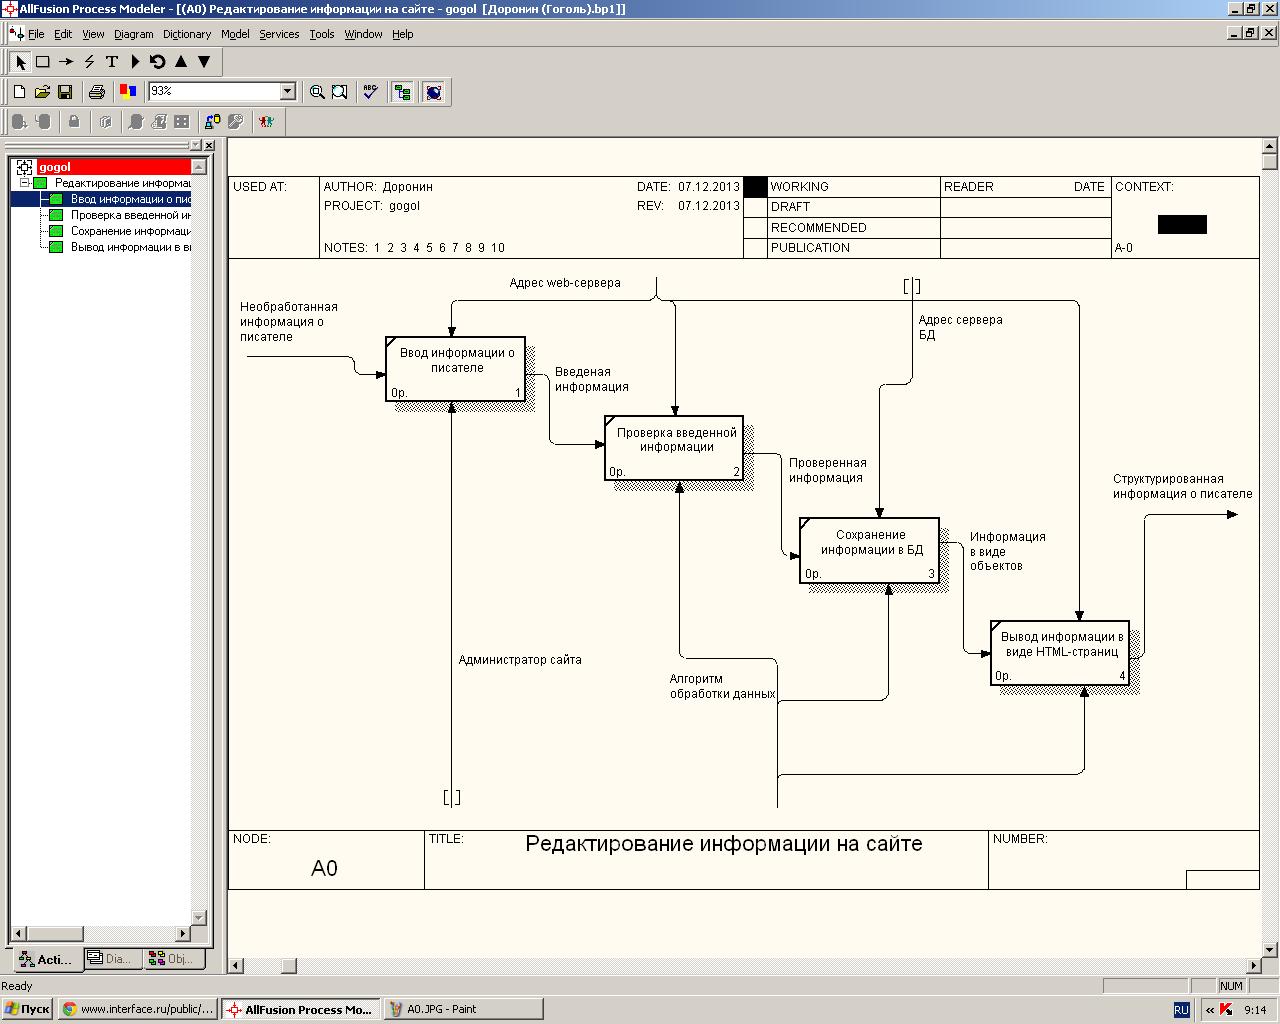 AllFusion Process Modeler - [(A0) Редактирование информации на сайте - gogol [Доронин (Гоголь).bp1]]
File Edit View Diagram Dictionary Model Services Tools Window Help
93%
gogol
Редактирование информац
Ввод информации о пис
Проверка введенной ин
Сохранение информаци
Вывод информации в ви
Acti...
Dia...
Obj...
USED AT:
AUTHOR: Доронин
DATE: 07.12.2013
PROJECT: gogol
REV: 07.12.2013
NOTES: 1 2 3 4 5 6 7 8 9 10
WORKING
DRAFT
RECOMMENDED
PUBLICATION
READER DATE
CONTEXT:
A-0
Адрес web-сервера
Необработанная
информация о
писателе
Адрес сервера
БД
Ввод информации о
писателе
0р. 1
Введеная
информация
Проверка введенной
информации
0р. 2
Проверенная
информация
Структурированная
информация о писателе
Сохранение
информации в БД
0р. 3
Информация
в виде
объектов
Вывод информации в
виде HTML-страниц
0р. 4
Администратор сайта
Алгоритм
обработки данных
NODE:
A0
TITLE:
Редактирование информации на сайте
NUMBER:
Ready
NUM
Пуск
www.interface.ru/public/...
AllFusion Process Mo...
A0.JPG - Paint
RU
9:14